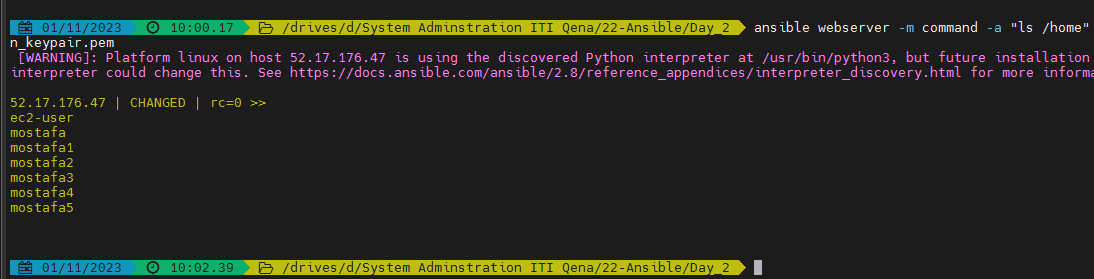 01/11/2023 10:00.17 /drives/d/System Adminstration ITI Qena/22-Ansible/Day_2 ansible webserver -m command -a "ls /home"
n_keypair.pem
[WARNING]: Platform linux on host 52.17.176.47 is using the discovered Python interpreter at /usr/bin/python3, but future installation
interpreter could change this. See https://docs.ansible.com/ansible/2.8/reference_appendices/interpreter_discovery.html for more informa
52.17.176.47 | CHANGED | rc=0 >>
ec2-user
mostafa
mostafa1
mostafa2
mostafa3
mostafa4
mostafa5
01/11/2023 10:02.39 /drives/d/System Adminstration ITI Qena/22-Ansible/Day_2